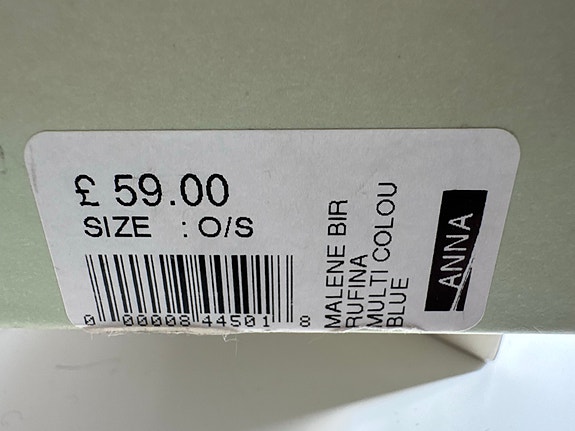 £ 59.00
SIZE : O/S
0 00008 44501 8
MALENE BIR
RUFINA
MULTI COLOU
BLUE
ANNA